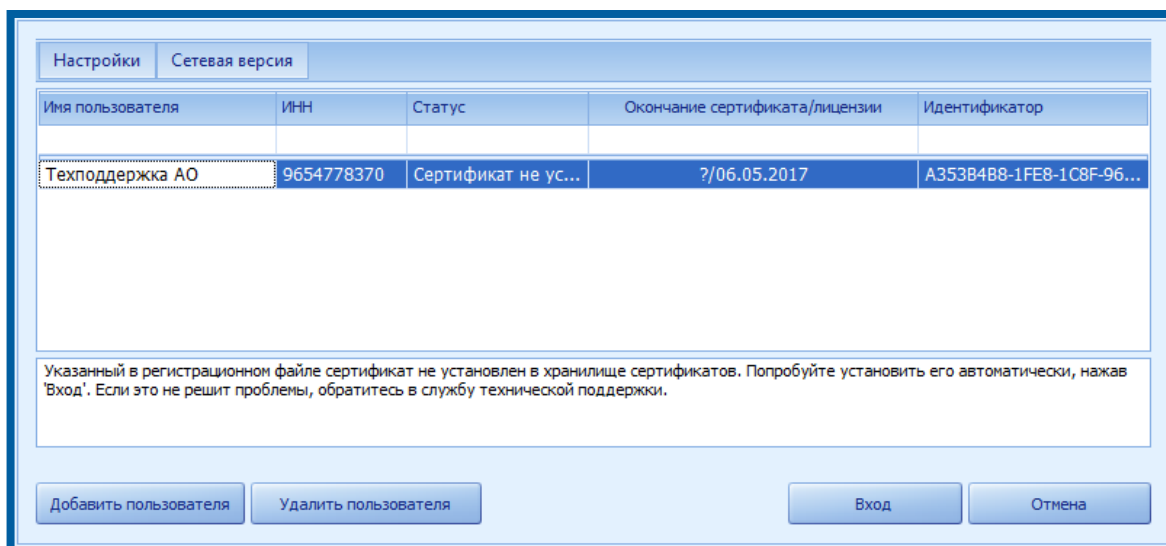 Настройки Сетевая версия
Имя пользователя ИНН Статус Окончание сертификата/лицензии Идентификатор
Техподдержка АО 9654778370 Сертификат не ус... ?/06.05.2017 A353B4B8-1FE8-1C8F-96...
Указанный в регистрационном файле сертификат не установлен в хранилище сертификатов. Попробуйте установить его автоматически, нажав
'Вход'. Если это не решит проблемы, обратитесь в службу технической поддержки.
Добавить пользователя Удалить пользователя Вход Отмена